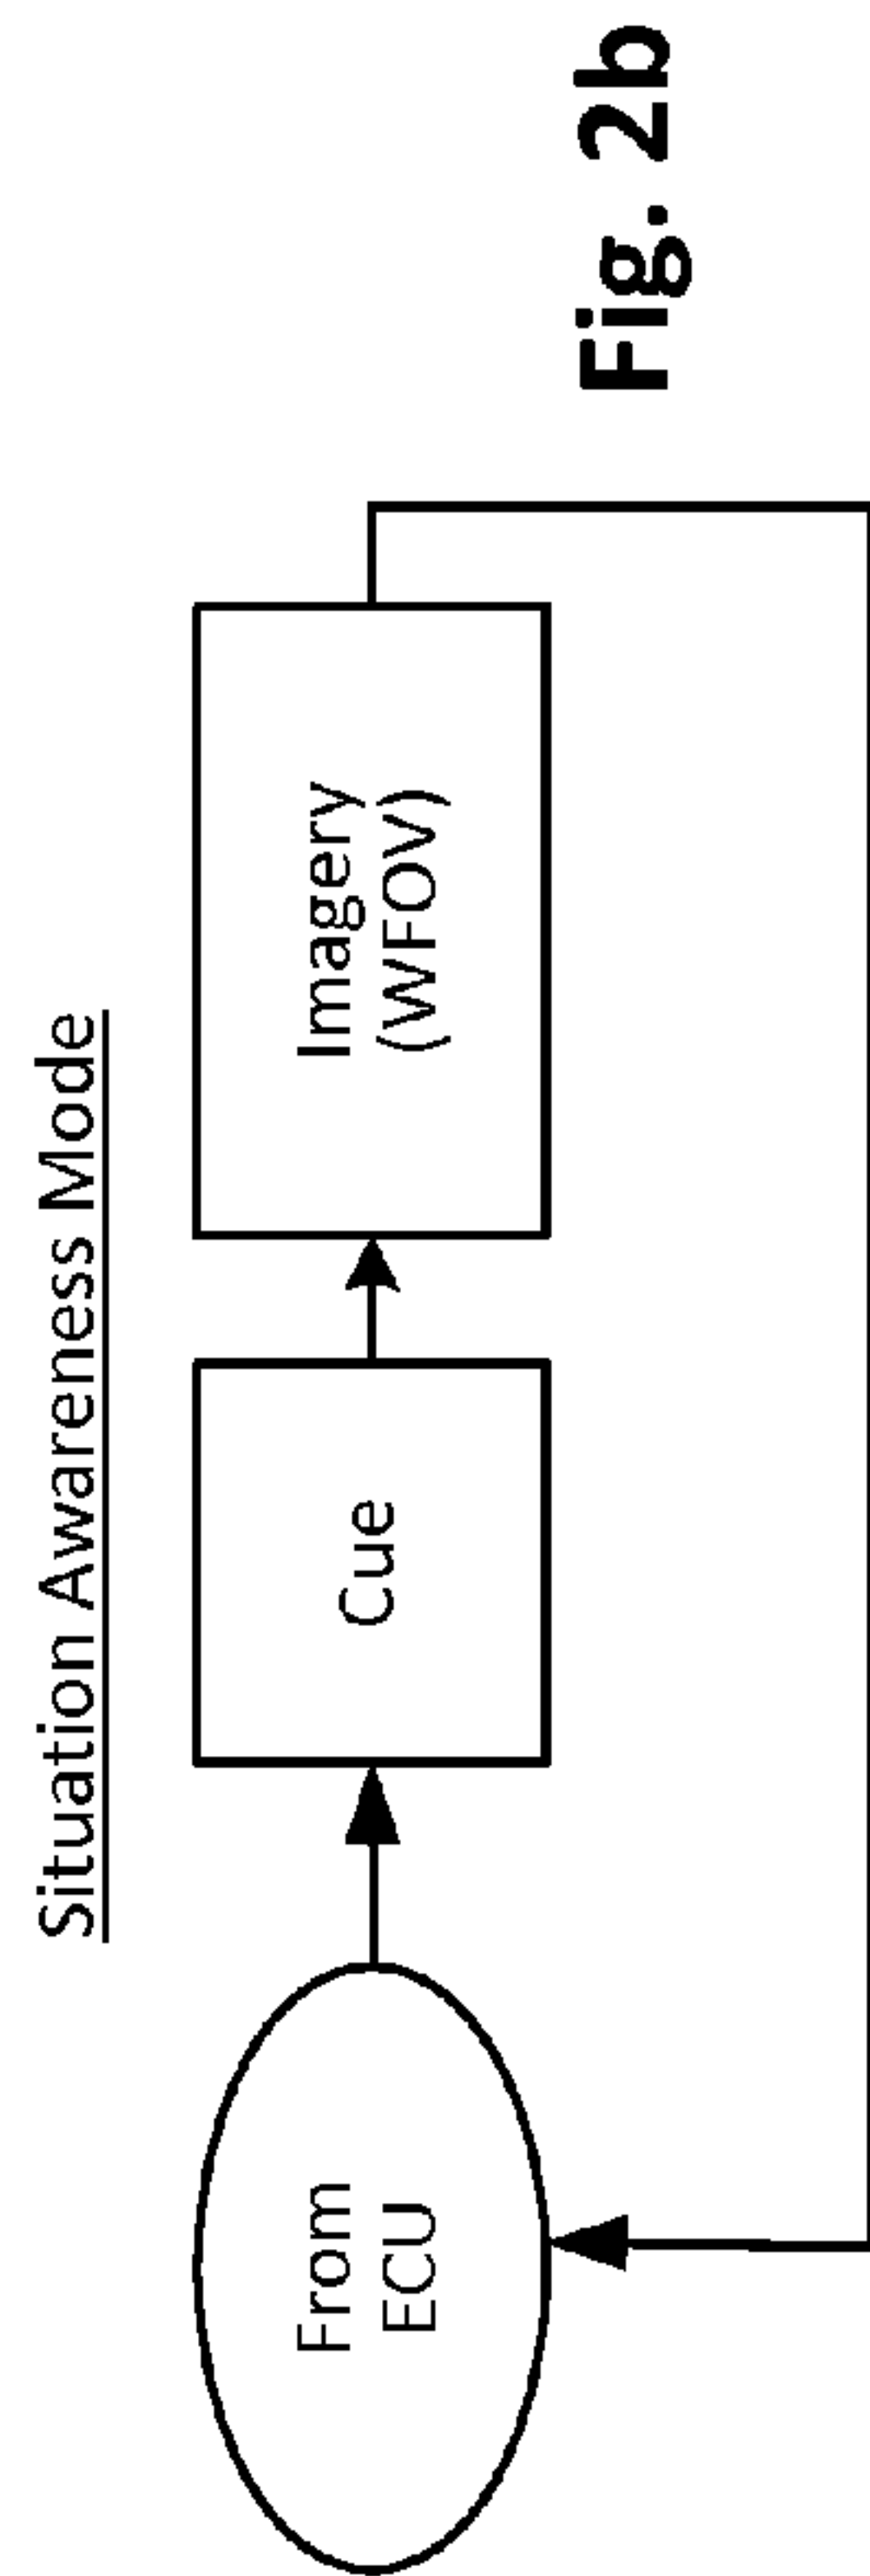 Situation Awareness Mode
From
ECU
Cue
Imagery
(WFOV)
Fig. 2b